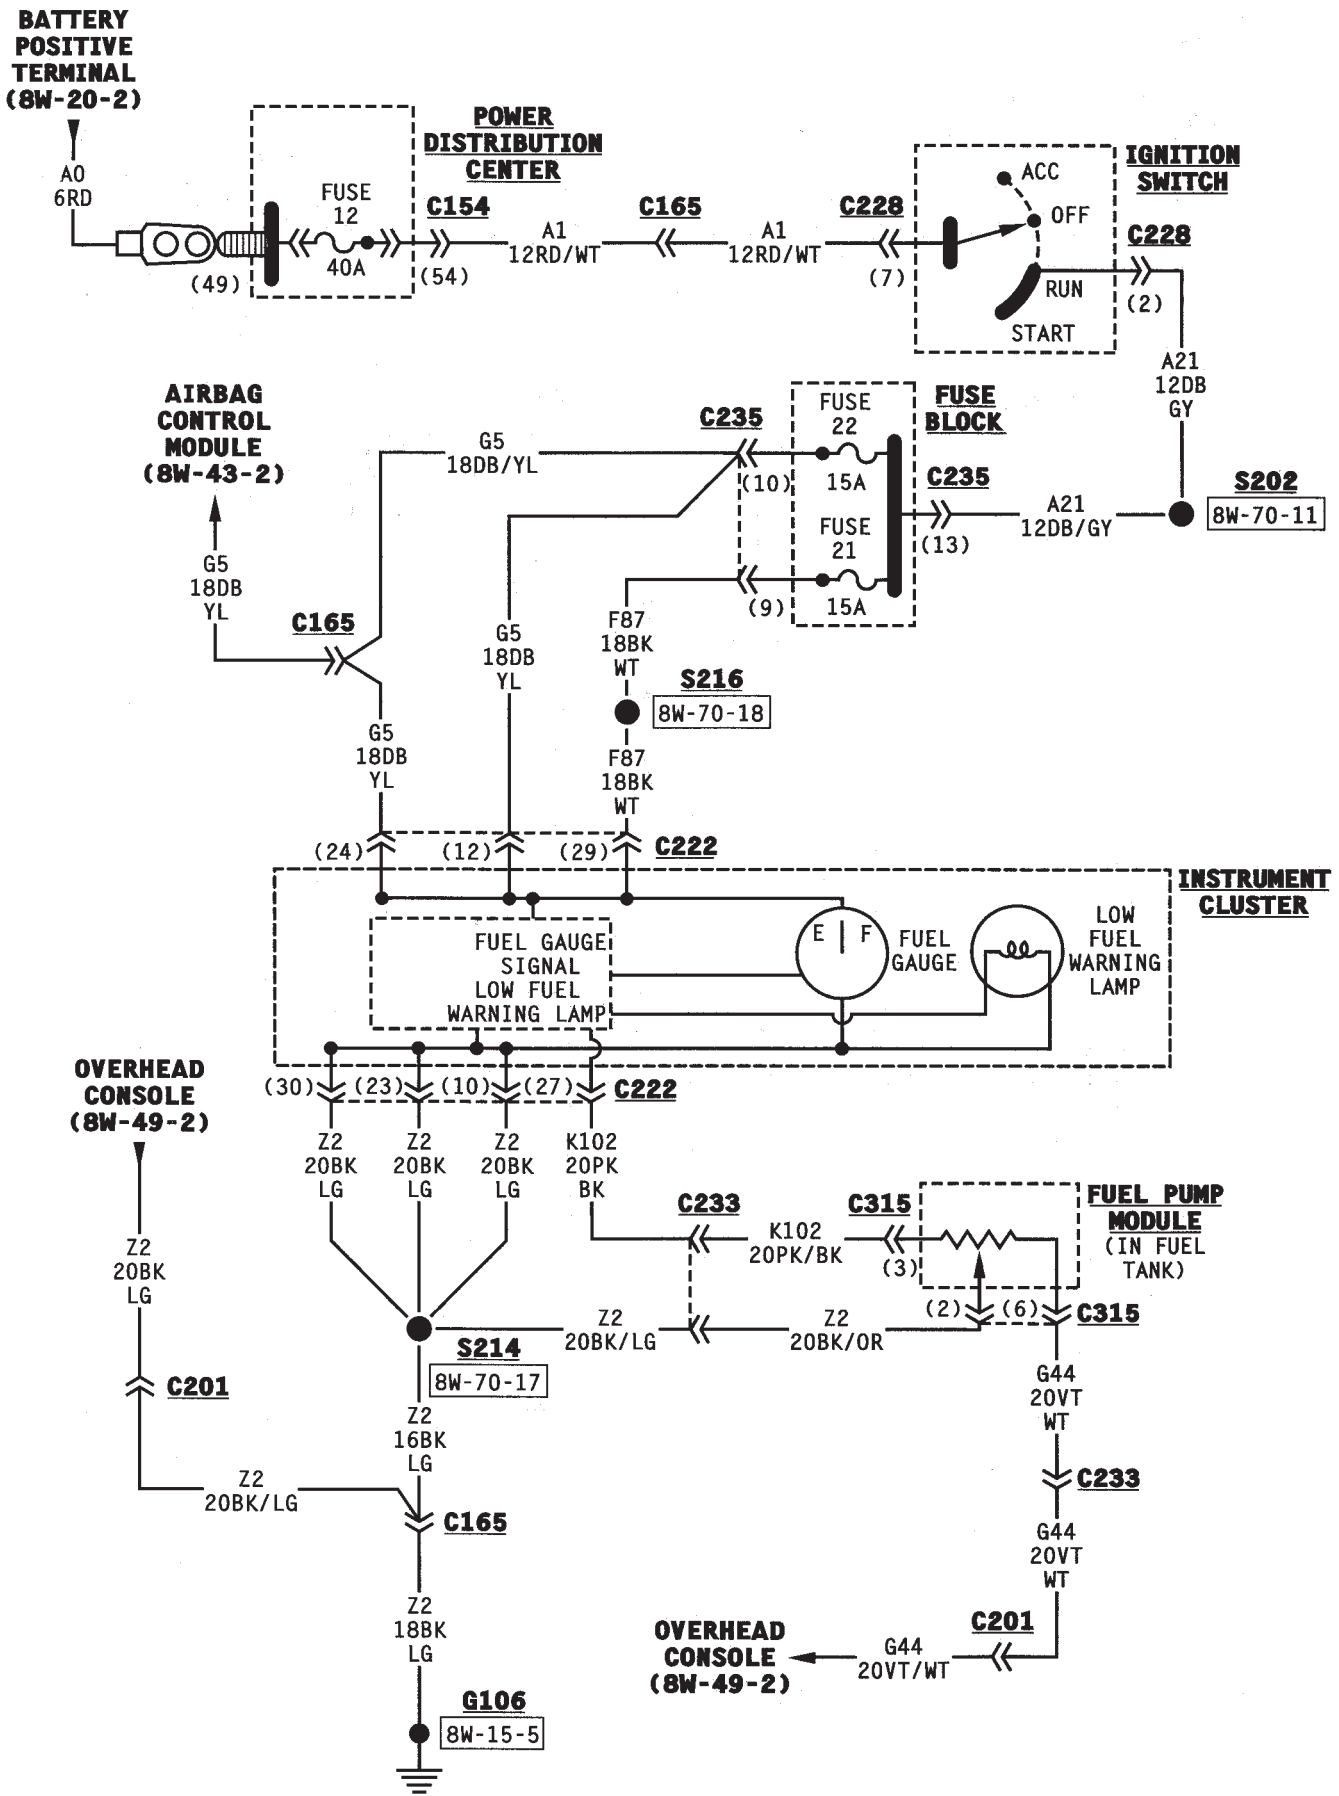 BATTERY
POSITIVE
TERMINAL
(8W-20-2)
A0
6RD
(49)
FUSE
12
40A
POWER
DISTRIBUTION
CENTER
C154
(54)
A1
12RD/WT
C165
A1
12RD/WT
C228
(7)
ACC
OFF
RUN
START
IGNITION
SWITCH
C228
(2)
A21
12DB
GY
S202
8W-70-11
A21
12DB/GY
C235
(13)
FUSE
BLOCK
FUSE
22
15A
FUSE
21
15A
C235
(10)
(9)
G5
18DB/YL
AIRBAG
CONTROL
MODULE
(8W-43-2)
G5
18DB
YL
C165
G5
18DB
YL
G5
18DB
YL
F87
18BK
WT
S216
8W-70-18
F87
18BK
WT
(24)
(12)
(29)
C222
INSTRUMENT
CLUSTER
FUEL GAUGE
SIGNAL
LOW FUEL
WARNING LAMP
E F
FUEL
GAUGE
LOW
FUEL
WARNING
LAMP
(30)
(23)
(10)
(27)
C222
OVERHEAD
CONSOLE
(8W-49-2)
Z2
20BK
LG
Z2
20BK
LG
Z2
20BK
LG
K102
20PK
BK
C233
K102
20PK/BK
C315
(3)
FUEL PUMP
MODULE
(IN FUEL
TANK)
(2)
(6)
C315
Z2
20BK
LG
Z2
20BK/LG
Z2
20BK/OR
S214
8W-70-17
C201
Z2
16BK
LG
G44
20VT
WT
C233
Z2
20BK/LG
C165
G44
20VT
WT
Z2
18BK
LG
C201
OVERHEAD
CONSOLE
(8W-49-2)
G44
20VT/WT
G106
8W-15-5